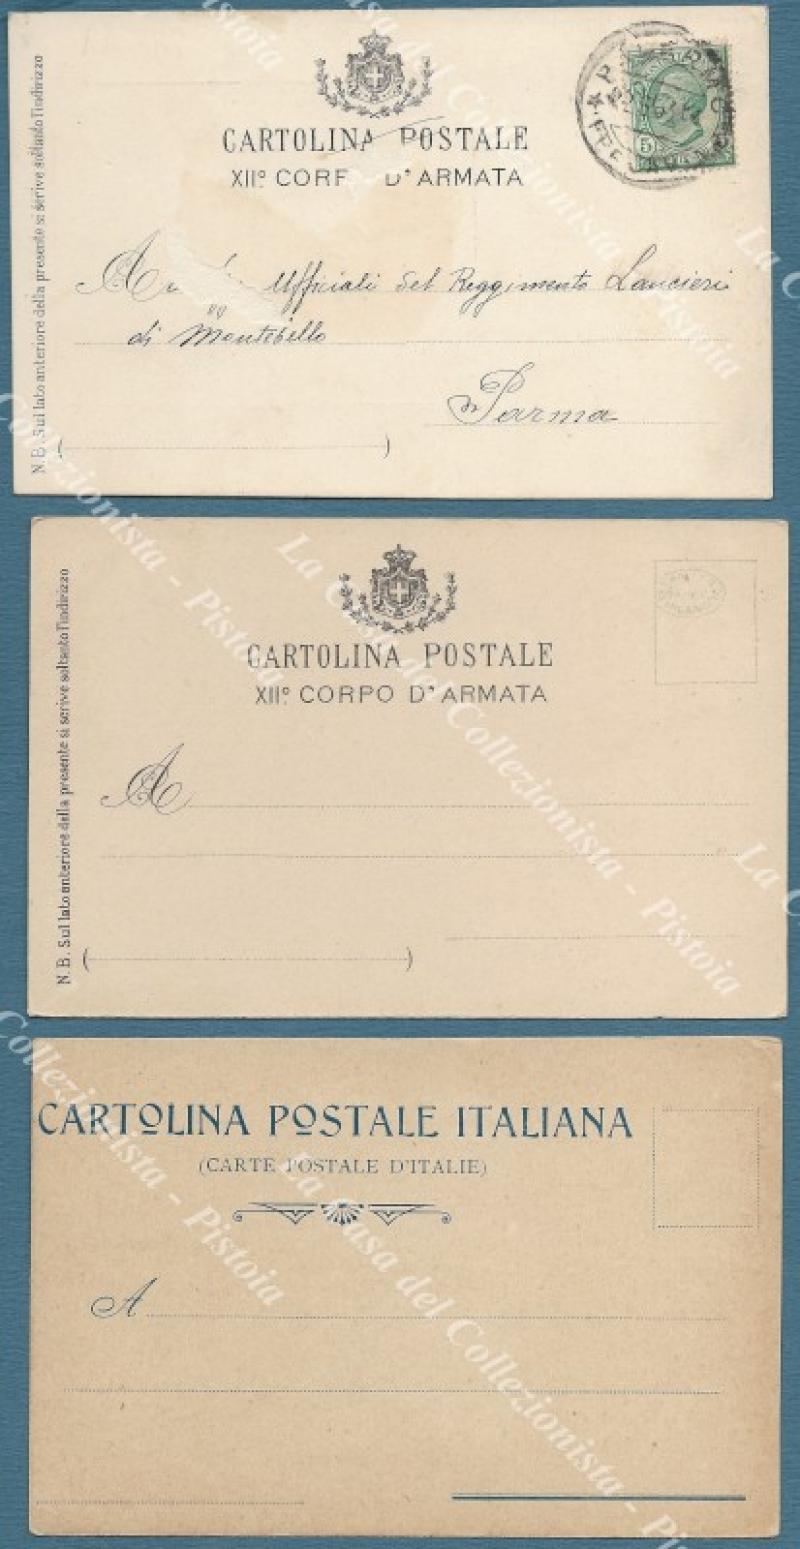 CARTOLINA POSTALE
XII.º CORP D'ARMATA
N.B. Sul lato anteriore della presente si scrive soltanto l'indirizzo
5
Ufficiali del Reggimento Lancieri
di Montebello
Parma
( )
CARTOLINA POSTALE
XII.º CORPO D'ARMATA
N.B. Sul lato anteriore della presente si scrive soltanto l'indirizzo
A
( )
CARTOLINA POSTALE ITALIANA
(CARTE POSTALE D'ITALIE)
A
La Casa del Collezionista - Pistoia